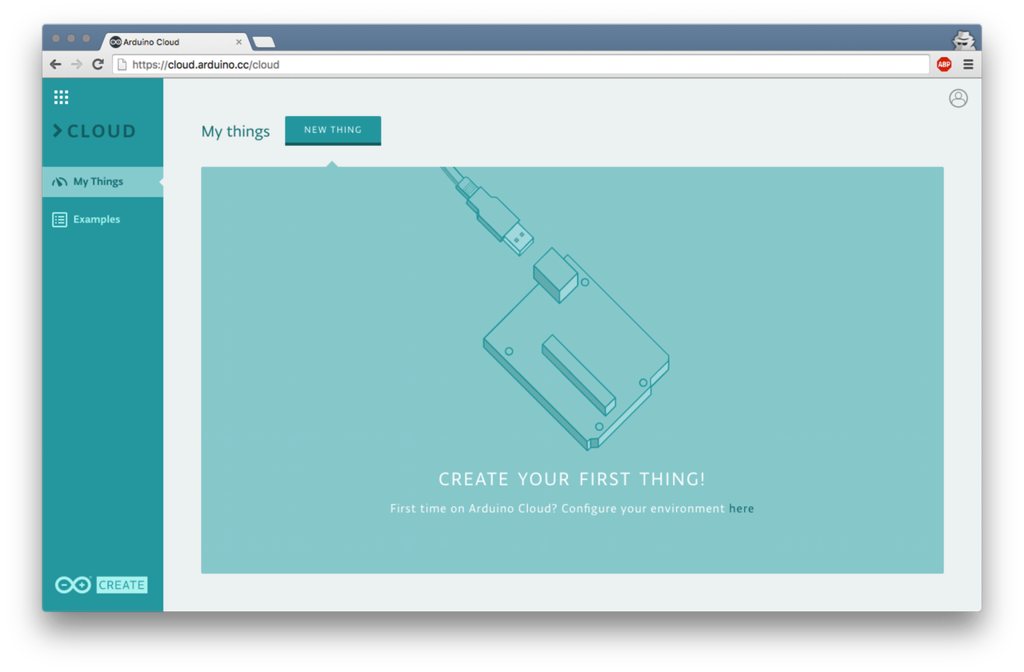 Arduino Cloud
https://cloud.arduino.cc/cloud
ABP
CLOUD
My things
NEW THING
My Things
Examples
CREATE YOUR FIRST THING!
First time on Arduino Cloud? Configure your environment here
CREATE